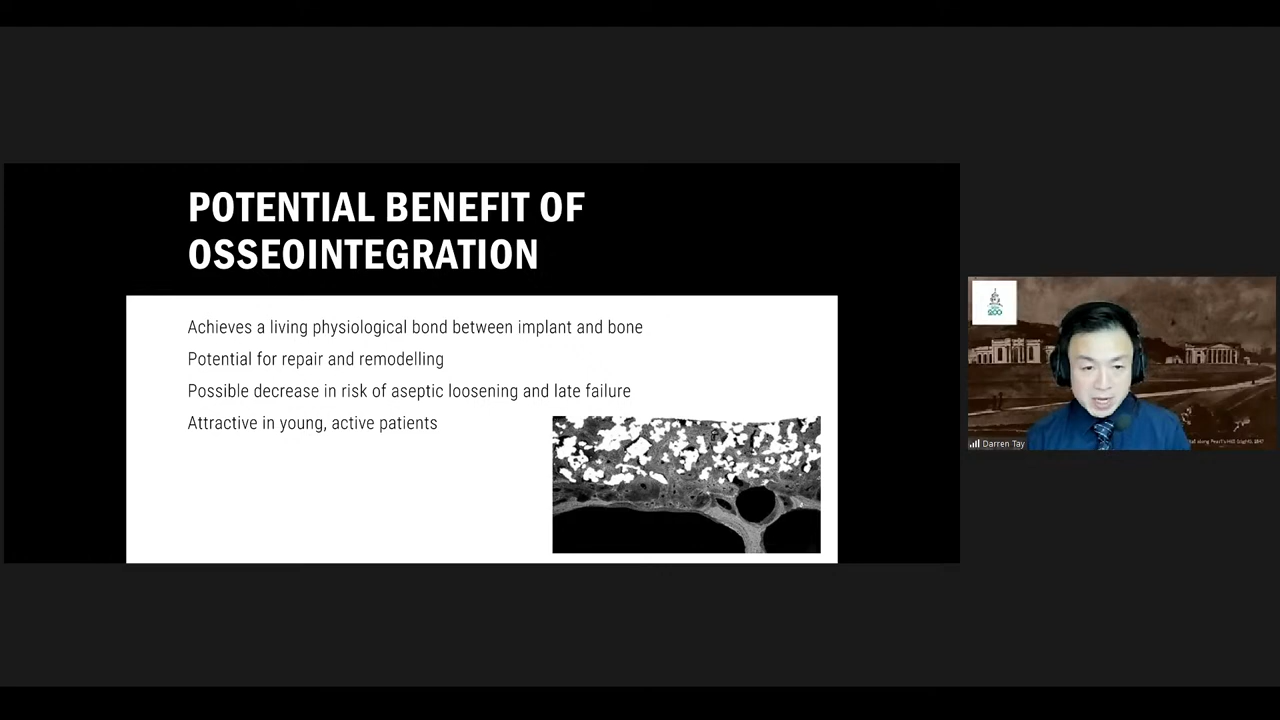 POTENTIAL BENEFIT OF
OSSEOINTEGRATION
Achieves a living physiological bond between implant and bone
Potential for repair and remodelling
Possible decrease in risk of aseptic loosening and late failure
Attractive in young, active patients
200
Darren Tay